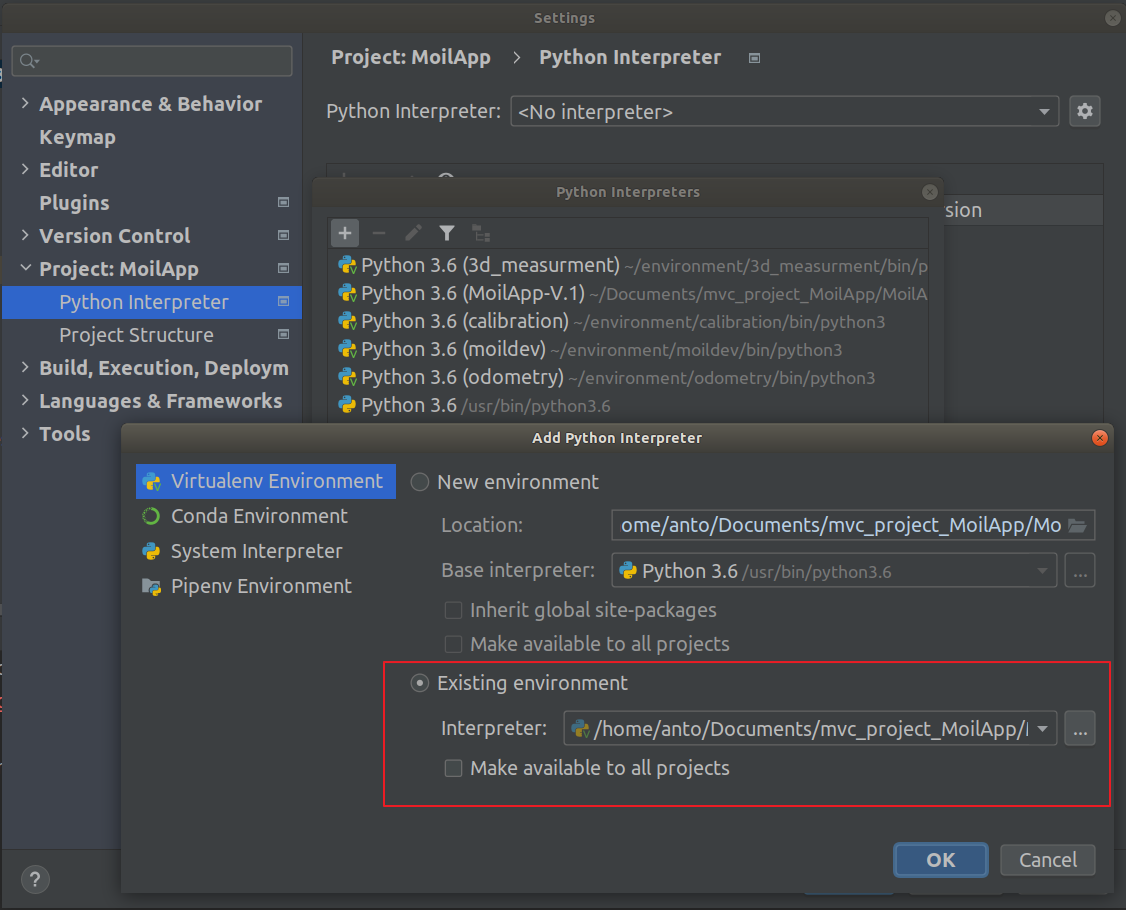 Settings
Project: MoilApp > Python Interpreter
Appearance & Behavior
Keymap
Editor
Plugins
Version Control
Project: MoilApp
Python Interpreter
Project Structure
Build, Execution, Deploym
Languages & Frameworks
Tools
Python Interpreter: <No interpreter>
sion
Python Interpreters
Python 3.6 (3d_measurment) ~/environment/3d_measurment/bin/p
Python 3.6 (MoilApp-V.1) ~/Documents/mvc_project_MoilApp/MoilA
Python 3.6 (calibration) ~/environment/calibration/bin/python3
Python 3.6 (moildev) ~/environment/moildev/bin/python3
Python 3.6 (odometry) ~/environment/odometry/bin/python3
Python 3.6 /usr/bin/python3.6
Add Python Interpreter
Virtualenv Environment
Conda Environment
System Interpreter
Pipenv Environment
New environment
Location: ome/anto/Documents/mvc_project_MoilApp/Mo
Base interpreter: Python 3.6 /usr/bin/python3.6 ...
Inherit global site-packages
Make available to all projects
Existing environment
Interpreter: /home/anto/Documents/mvc_project_MoilApp/ ...
Make available to all projects
OK Cancel
?